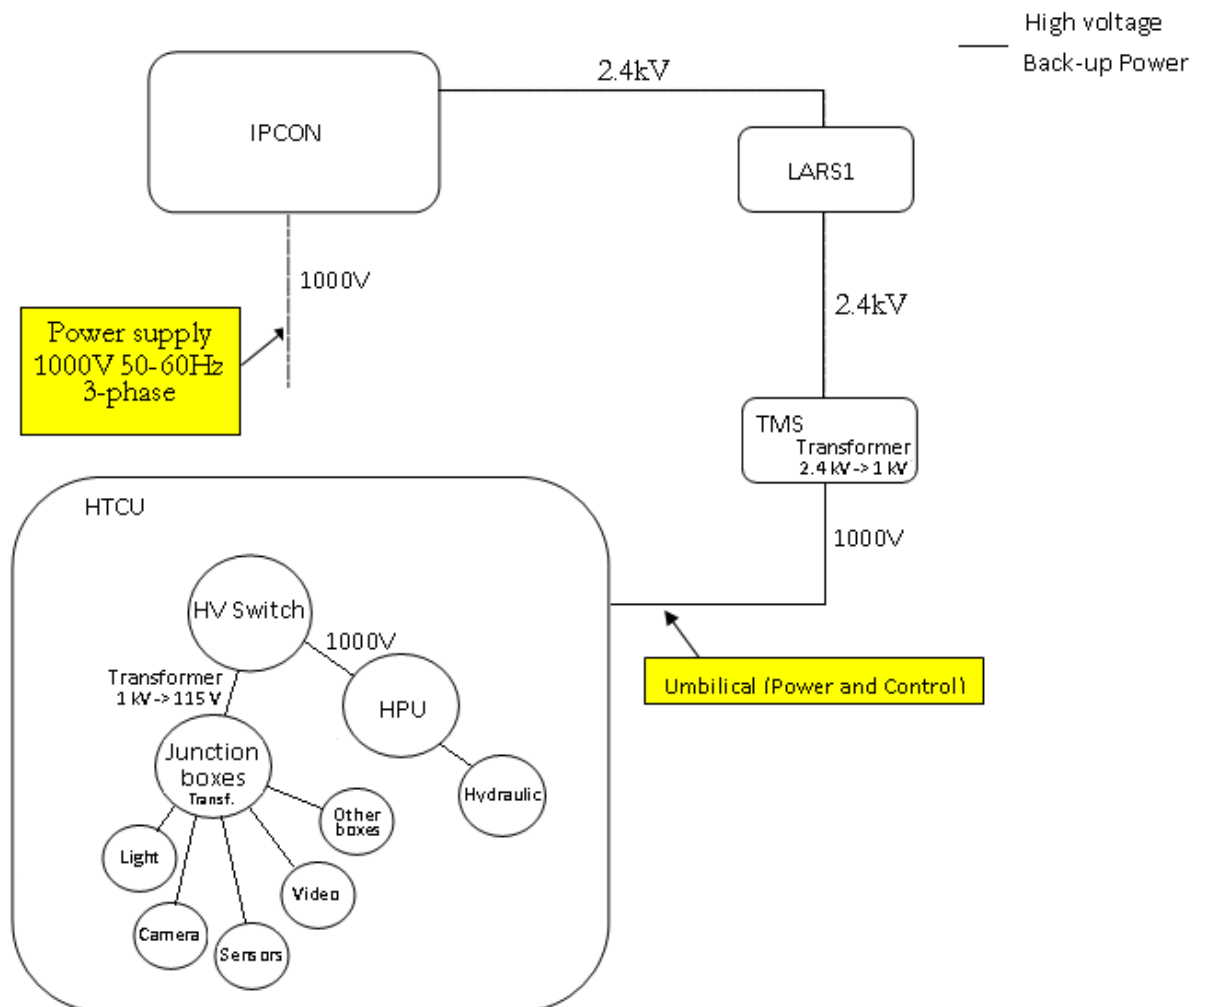 High voltage
Back-up Power
2.4kV
IPCON
LARS1
1000V
2.4kV
Power supply
1000V 50-60Hz
3-phase
TMS
Transformer
2.4 kV -> 1 kV
1000V
HTCU
HV Switch
1000V
Transformer
1 kV -> 115 V
Umbilical (Power and Control)
HPU
Junction
boxes
Transf.
Hydraulic
Other
boxes
Light
Video
Camera
Sensors